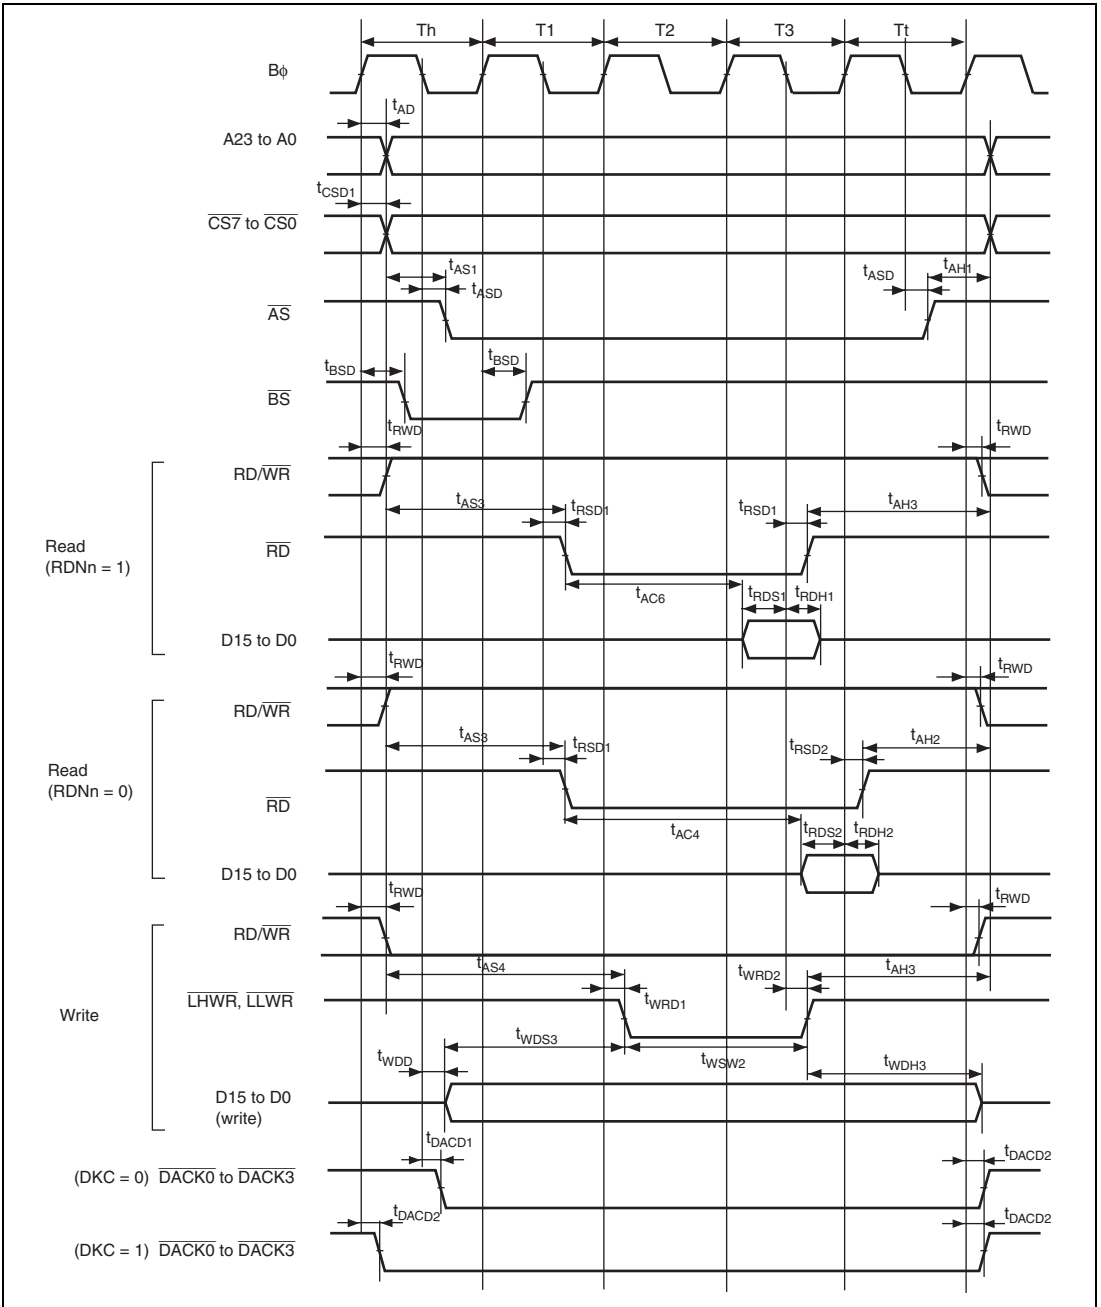 Th T1 T2 T3 Tt
Bϕ
tAD
A23 to A0
tCSD1
CS7 to CS0
tAS1 tASD tAH1
tASD
AS
tBSD tBSD
BS
tRWD tRWD
RD/WR
tAS3 tRSD1 tRSD1 tAH3
Read
(RDNn = 1)
RD
tAC6 tRDS1 tRDH1
D15 to D0
tRWD tRWD
RD/WR
tAS3 tRSD1 tRSD2 tAH2
Read
(RDNn = 0)
RD
tAC4 tRDS2 tRDH2
D15 to D0
tRWD tRWD
RD/WR
tAS4 tWRD2 tAH3
LHWR, LLWR
tWRD1
Write
tWDS3 tWSW2 tWDH3
tWDD
D15 to D0
(write)
tDACD1 tDACD2
(DKC = 0) DACK0 to DACK3
tDACD2 tDACD2
(DKC = 1) DACK0 to DACK3